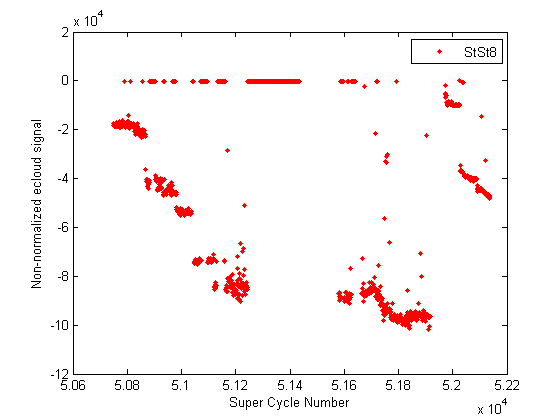 x 10^4
2
0
-2
-4
-6
-8
-10
-12
Non-normalized ecloud signal
StSt8
5.06 5.08 5.1 5.12 5.14 5.16 5.18 5.2 5.22
Super Cycle Number
x 10^4